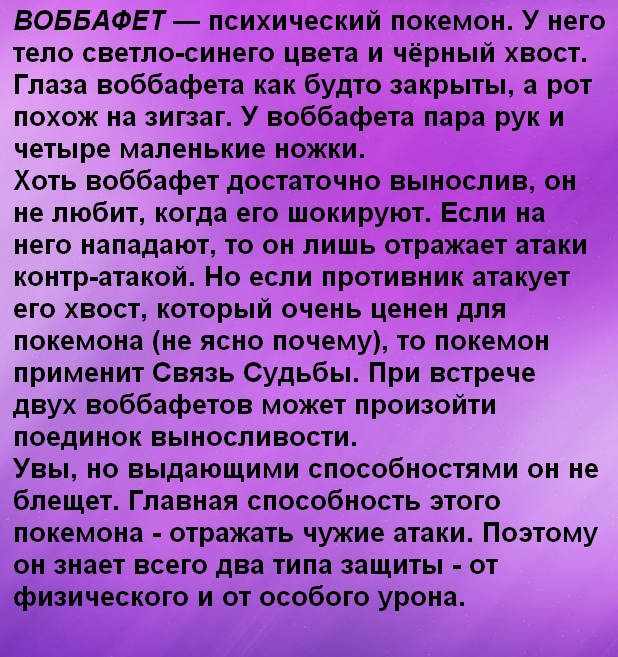 ВОББАФЕТ — психический покемон. У него
тело светло-синего цвета и чёрный хвост.
Глаза воббафета как будто закрыты, а рот
похож на зигзаг. У воббафета пара рук и
четыре маленькие ножки.
Хоть воббафет достаточно вынослив, он
не любит, когда его шокируют. Если на
него нападают, то он лишь отражает атаки
контр-атакой. Но если противник атакует
его хвост, который очень ценен для
покемона (не ясно почему), то покемон
применит Связь Судьбы. При встрече
двух воббафетов может произойти
поединок выносливости.
Увы, но выдающими способностями он не
блещет. Главная способность этого
покемона - отражать чужие атаки. Поэтому
он знает всего два типа защиты - от
физического и от особого урона.